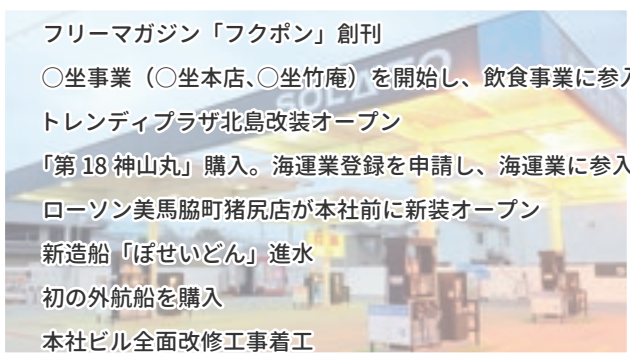 フリーマガジン「フクポン」創刊
〇坐事業（〇坐本店、〇坐竹庵）を開始し、飲食事業に参入
トレンディプラザ北島改装オープン
「第 18 神山丸」購入。海運業登録を申請し、海運業に参入
ローソン美馬脇町猪尻店が本社前に新装オープン
新造船「ぽせいどん」進水
初の外航船を購入
本社ビル全面改修工事着工
SOLATO